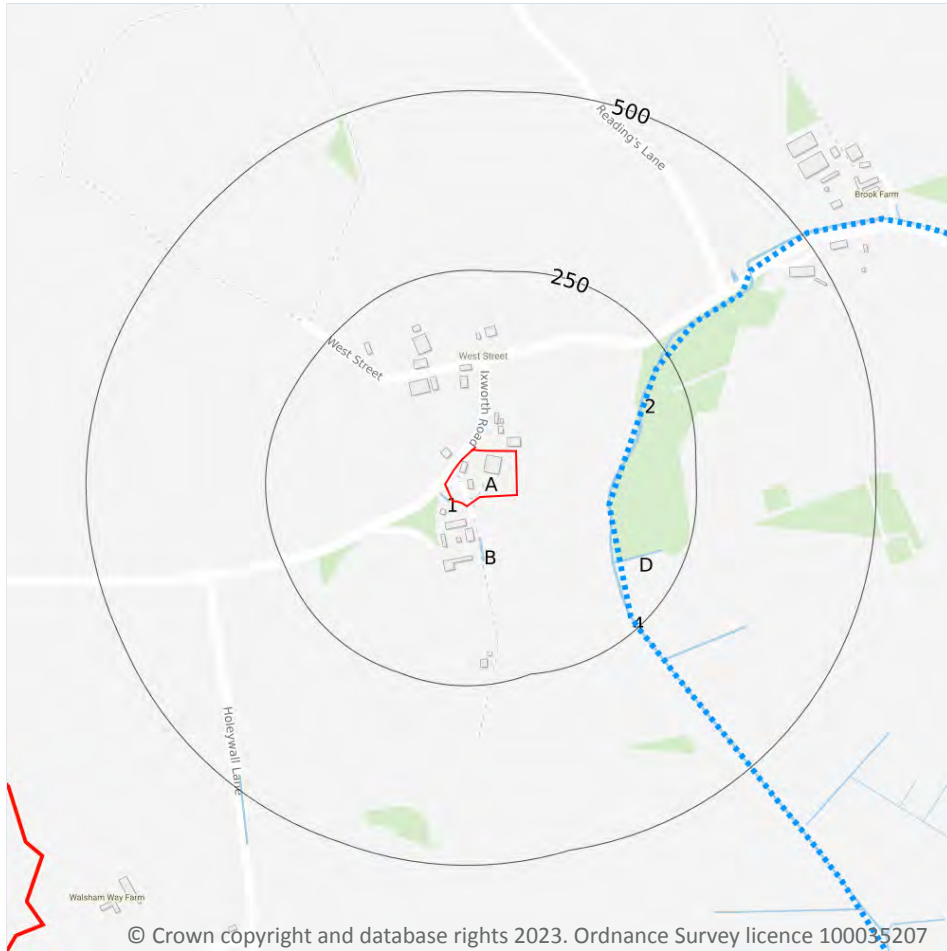 500
Reading's Lane
Brook Farm
250
West Street
West Street
Ixworth Road
2
A
1
B
D
4
Holeywall Lane
Walsham Way Farm
© Crown copyright and database rights 2023. Ordnance Survey licence 100035207